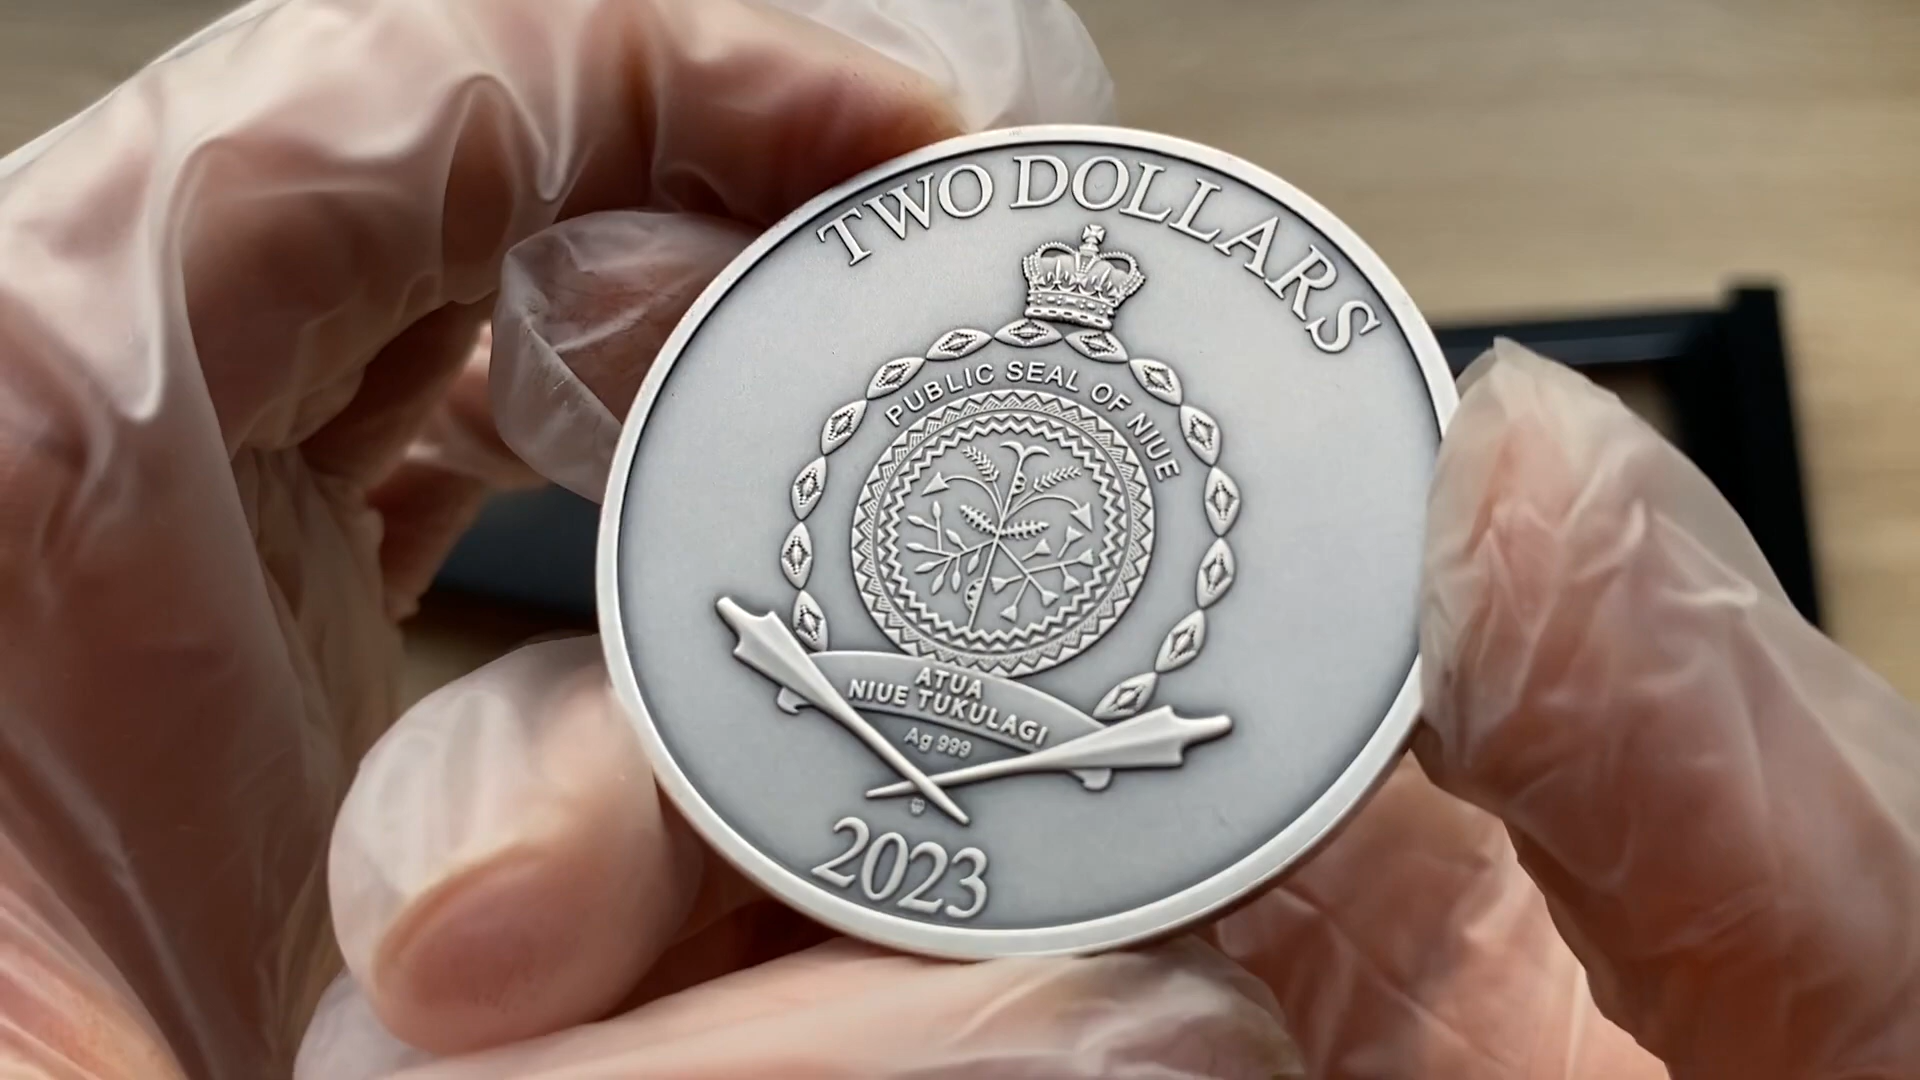 TWO DOLLARS
PUBLIC SEAL OF NIUE
ATUA
NIUE TUKULAGI
Ag 999
2023